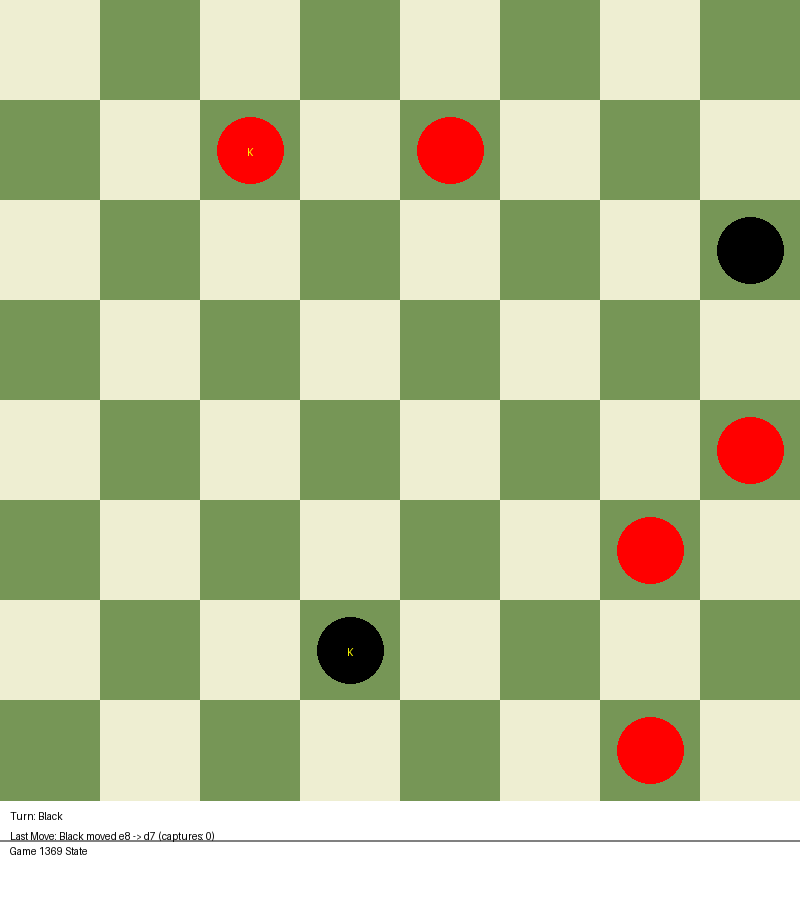 K
K
Turn: Black
Last Move: Black moved e8 -> d7 (captures: 0)
Game 1369 State